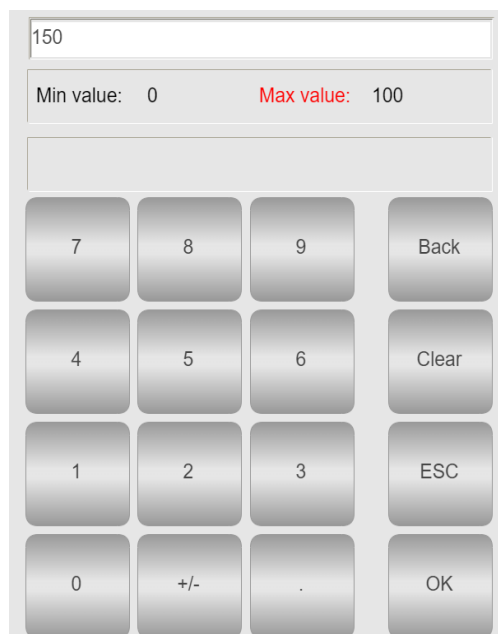 150
Min value: 0 Max value: 100
7 8 9 Back
4 5 6 Clear
1 2 3 ESC
0 +/- . OK